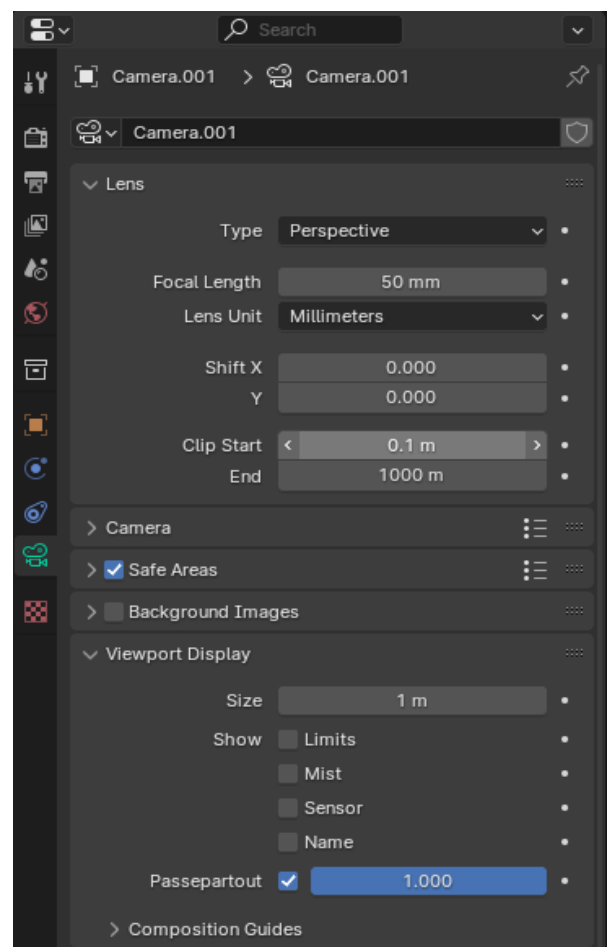 Search
Camera.001 > Camera.001
Camera.001
Lens
Type Perspective
Focal Length 50 mm
Lens Unit Millimeters
Shift X 0.000
Y 0.000
Clip Start 0.1 m
End 1000 m
Camera
Safe Areas
Background Images
Viewport Display
Size 1 m
Show Limits
Mist
Sensor
Name
Passepartout 1.000
Composition Guides